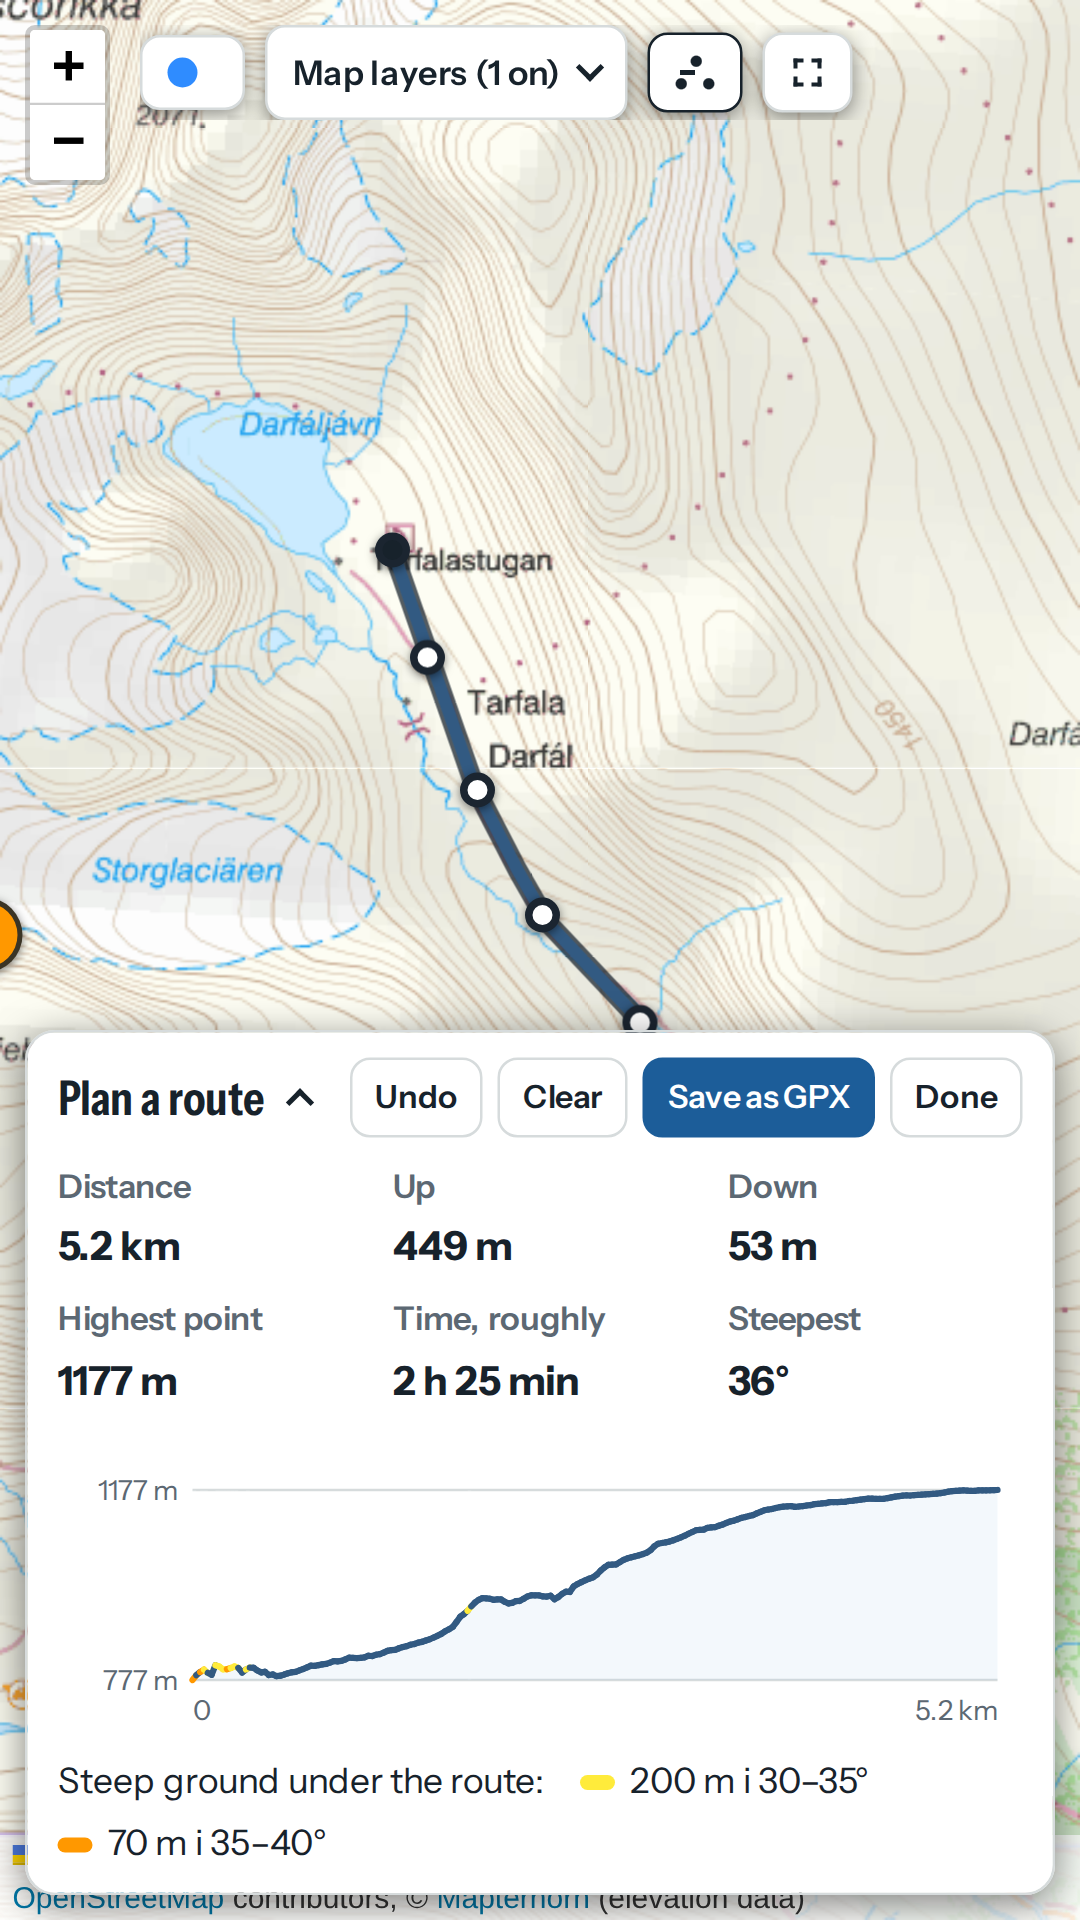 +
Map layers (1 on)
2071
−
Darfáljávri
Tarfala
Darfál
1450
Storglaciären
Plan a route
Undo
Clear
Save as GPX
Done
Distance
Up
Down
5.2 km
449 m
53 m
Highest point
Time, roughly
Steepest
1177 m
2 h 25 min
36°
1177 m
777 m
0
5.2 km
Steep ground under the route:
200 m i 30–35°
70 m i 35–40°
OpenStreetMap contributors, © Mapterhorn (elevation data)